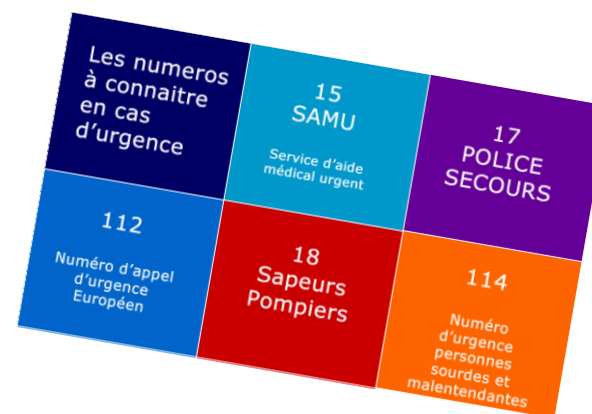 Les numeros
à connaitre
en cas
d'urgence
15
SAMU
Service d'aide
médical urgent
17
POLICE
SECOURS
112
Numéro d'appel
d'urgence
Européen
18
Sapeurs
Pompiers
114
Numéro
d'urgence
personnes
sourdes et
malentendantes